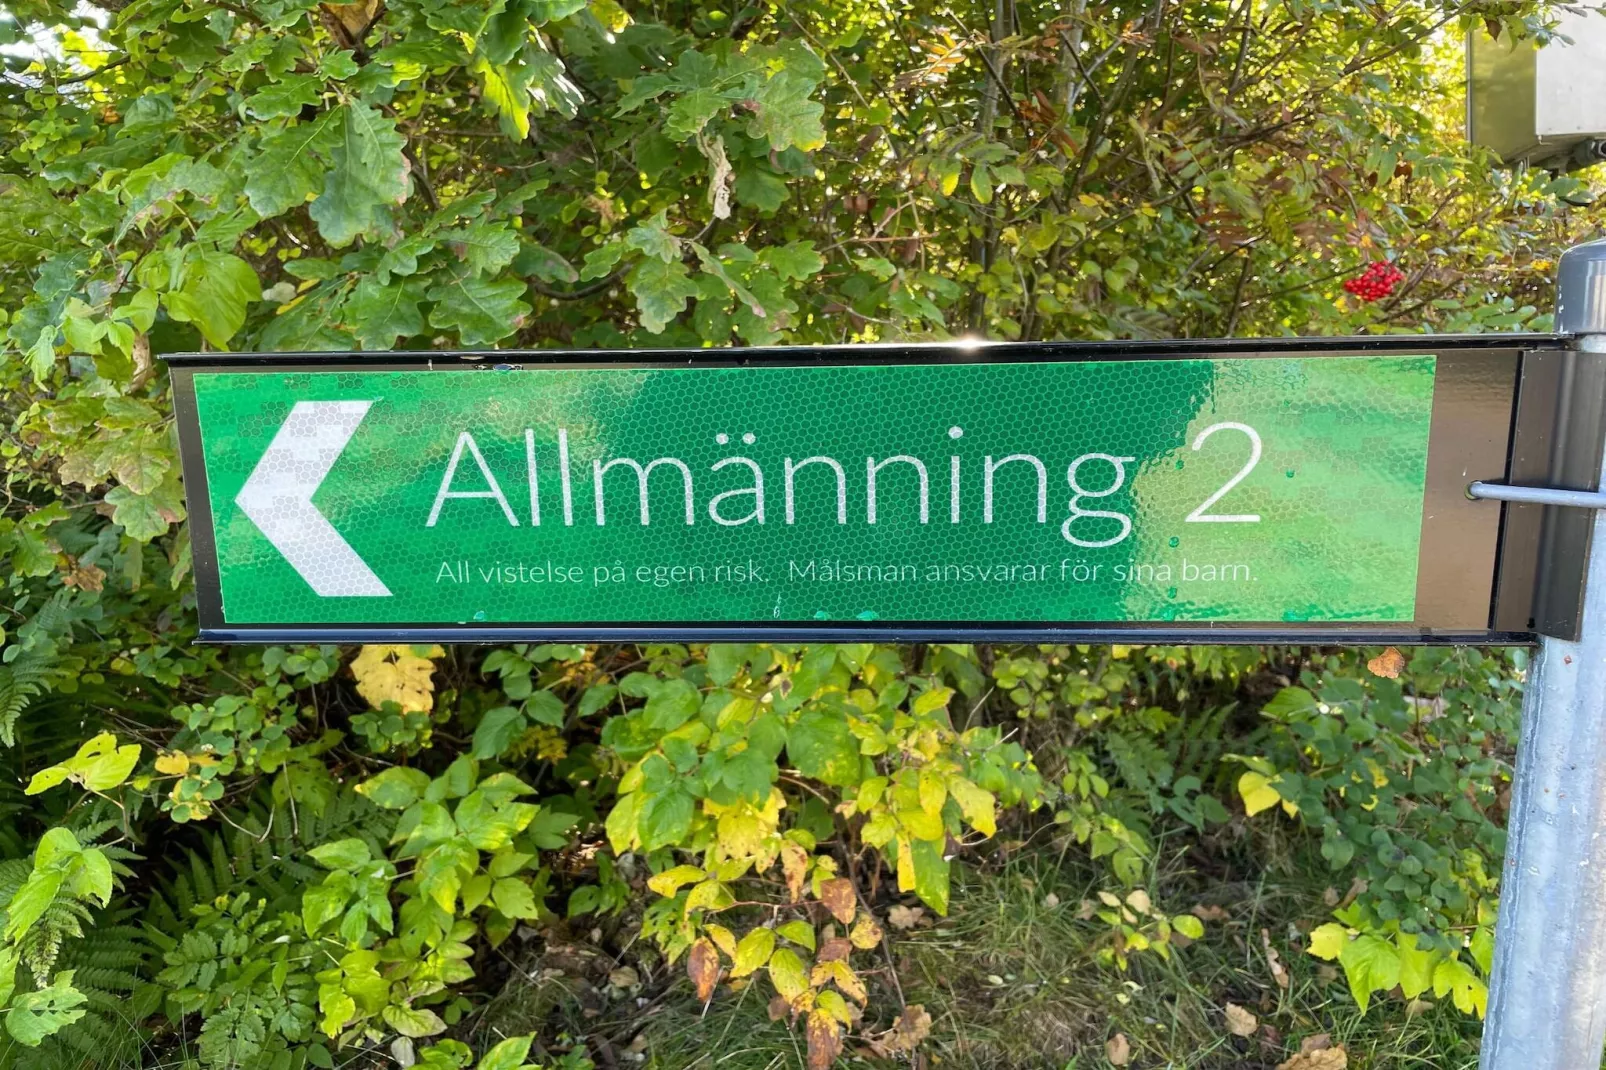 Allmänning 2
All vistelse på egen risk. Målsman ansvarar för sina barn.